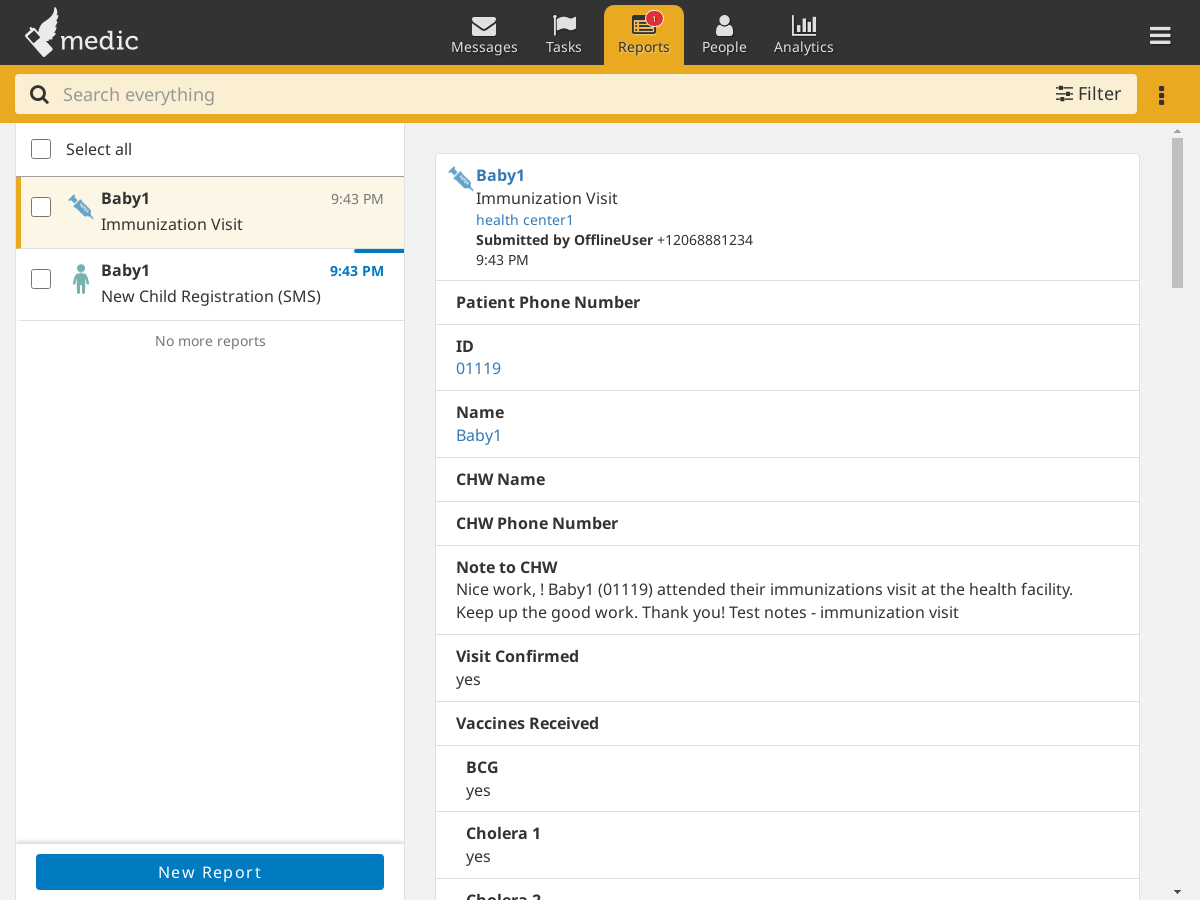 medic
Messages
Tasks
1
Reports
People
Analytics
Search everything
Filter
Select all
Baby1
9:43 PM
Immunization Visit
Baby1
9:43 PM
New Child Registration (SMS)
No more reports
New Report
Baby1
Immunization Visit
health center1
Submitted by OfflineUser +12068881234
9:43 PM
Patient Phone Number
ID
01119
Name
Baby1
CHW Name
CHW Phone Number
Note to CHW
Nice work, ! Baby1 (01119) attended their immunizations visit at the health facility.
Keep up the good work. Thank you! Test notes - immunization visit
Visit Confirmed
yes
Vaccines Received
BCG
yes
Cholera 1
yes
Cholera 2